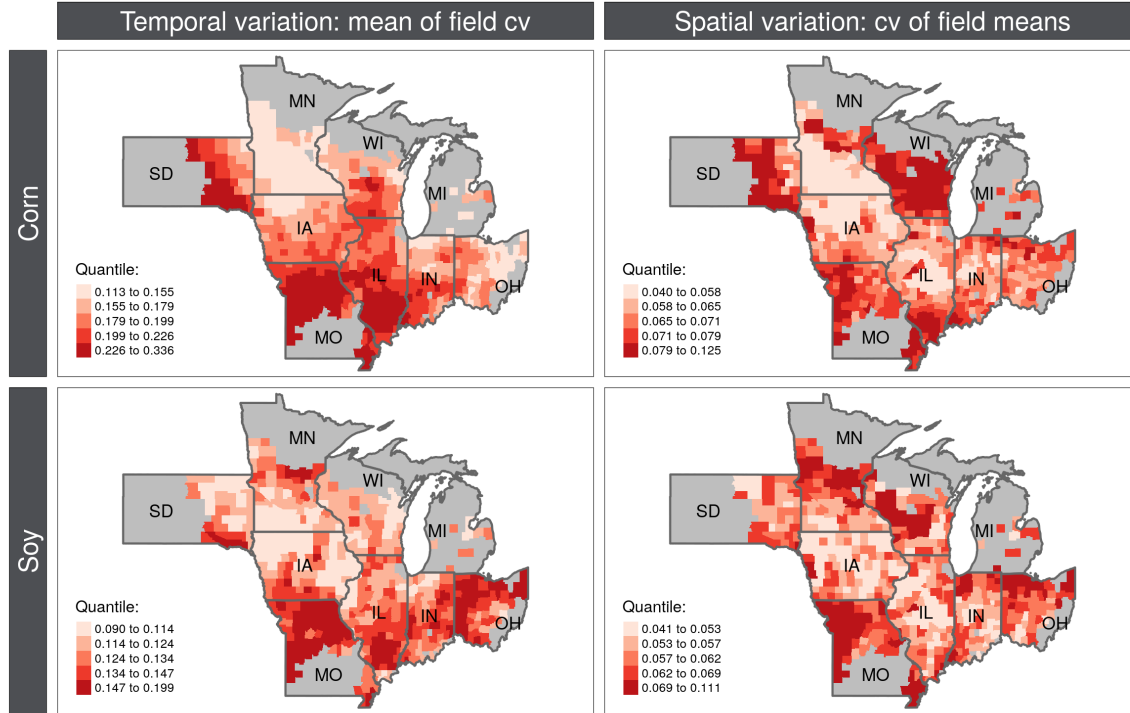 Temporal variation: mean of field cv
Spatial variation: cv of field means
Corn
MN
WI
SD
MI
IA
IL
IN
OH
MO
Quantile:
0.113 to 0.155
0.155 to 0.179
0.179 to 0.199
0.199 to 0.226
0.226 to 0.336
MN
WI
SD
MI
IA
IL
IN
OH
MO
Quantile:
0.040 to 0.058
0.058 to 0.065
0.065 to 0.071
0.071 to 0.079
0.079 to 0.125
Soy
MN
WI
SD
MI
IA
IL
IN
OH
MO
Quantile:
0.090 to 0.114
0.114 to 0.124
0.124 to 0.134
0.134 to 0.147
0.147 to 0.199
MN
WI
SD
MI
IA
IL
IN
OH
MO
Quantile:
0.041 to 0.053
0.053 to 0.057
0.057 to 0.062
0.062 to 0.069
0.069 to 0.111